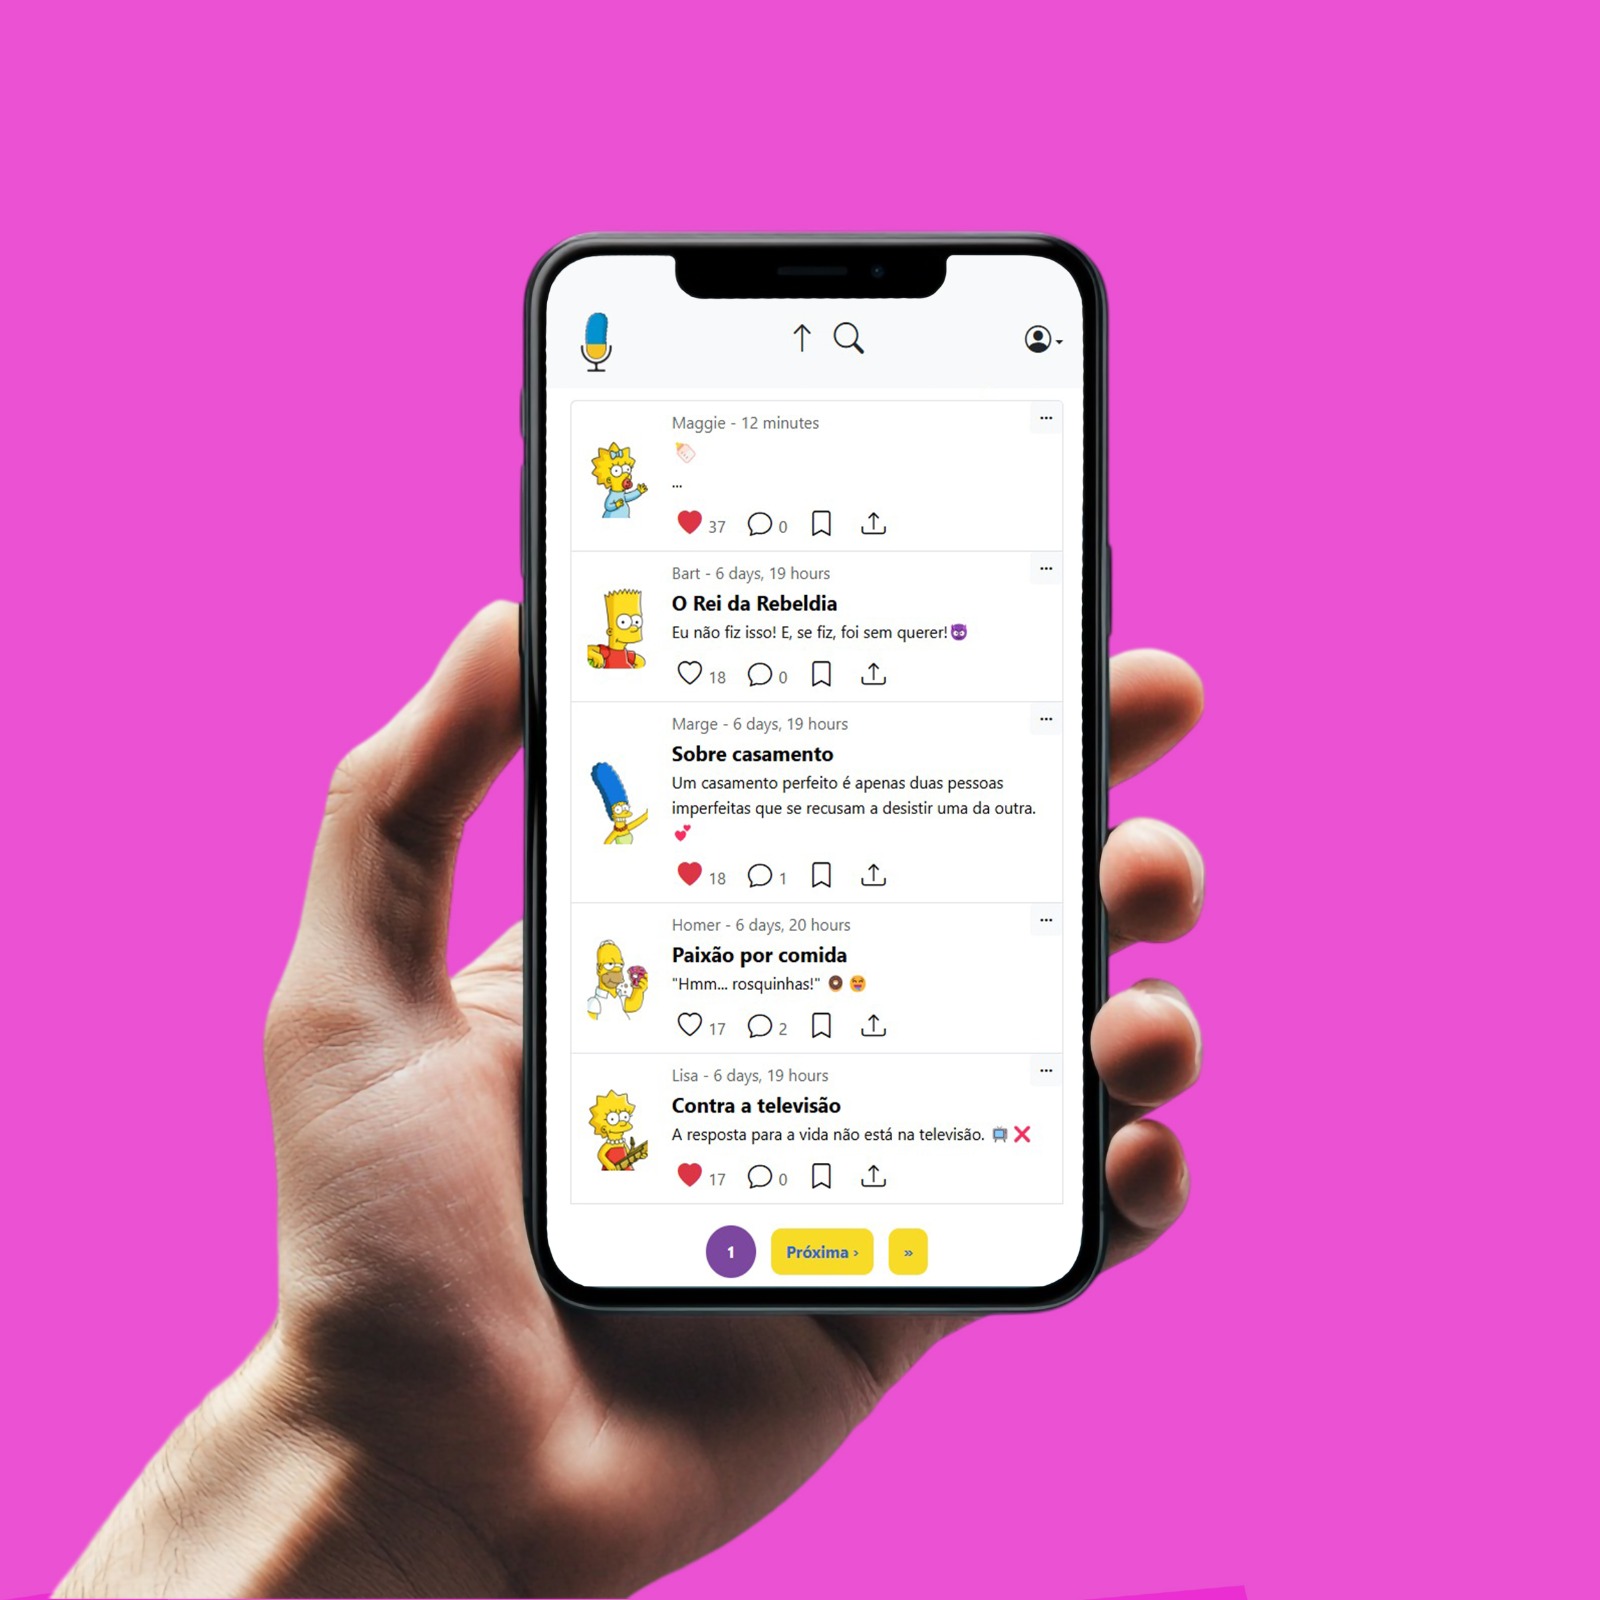 Maggie - 12 minutes
🍼
...
37 0
Bart - 6 days, 19 hours
O Rei da Rebeldia
Eu não fiz isso! E, se fiz, foi sem querer!😈
18 0
Marge - 6 days, 19 hours
Sobre casamento
Um casamento perfeito é apenas duas pessoas
imperfeitas que se recusam a desistir uma da outra.
💕
18 1
Homer - 6 days, 20 hours
Paixão por comida
"Hmm... rosquinhas!" 🍩 😝
17 2
Lisa - 6 days, 19 hours
Contra a televisão
A resposta para a vida não está na televisão. 📺 ❌
17 0
1 Próxima › »